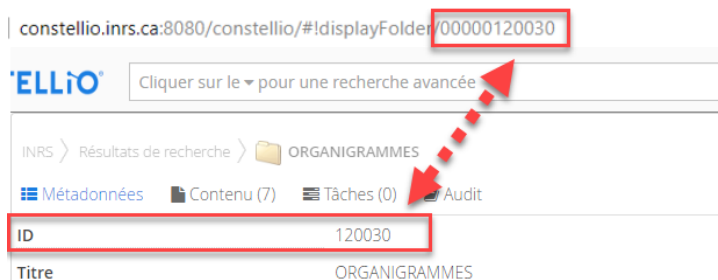 constellio.inrs.ca:8080/constellio/#!displayFolder/00000120030
TELLiO Cliquer sur le ▾ pour une recherche avancée
INRS 〉 Résultats de recherche 〉 ORGANIGRAMMES
Métadonnées Contenu (7) Tâches (0) Audit
ID 120030
Titre ORGANIGRAMMES